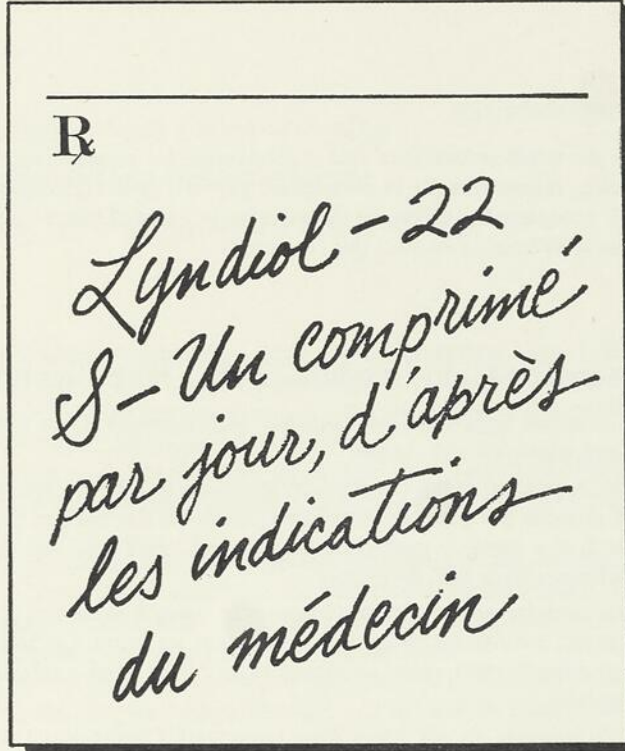 ℞
Lyndiol - 22
S - Un comprimé
par jour, d'après
les indications
du médecin